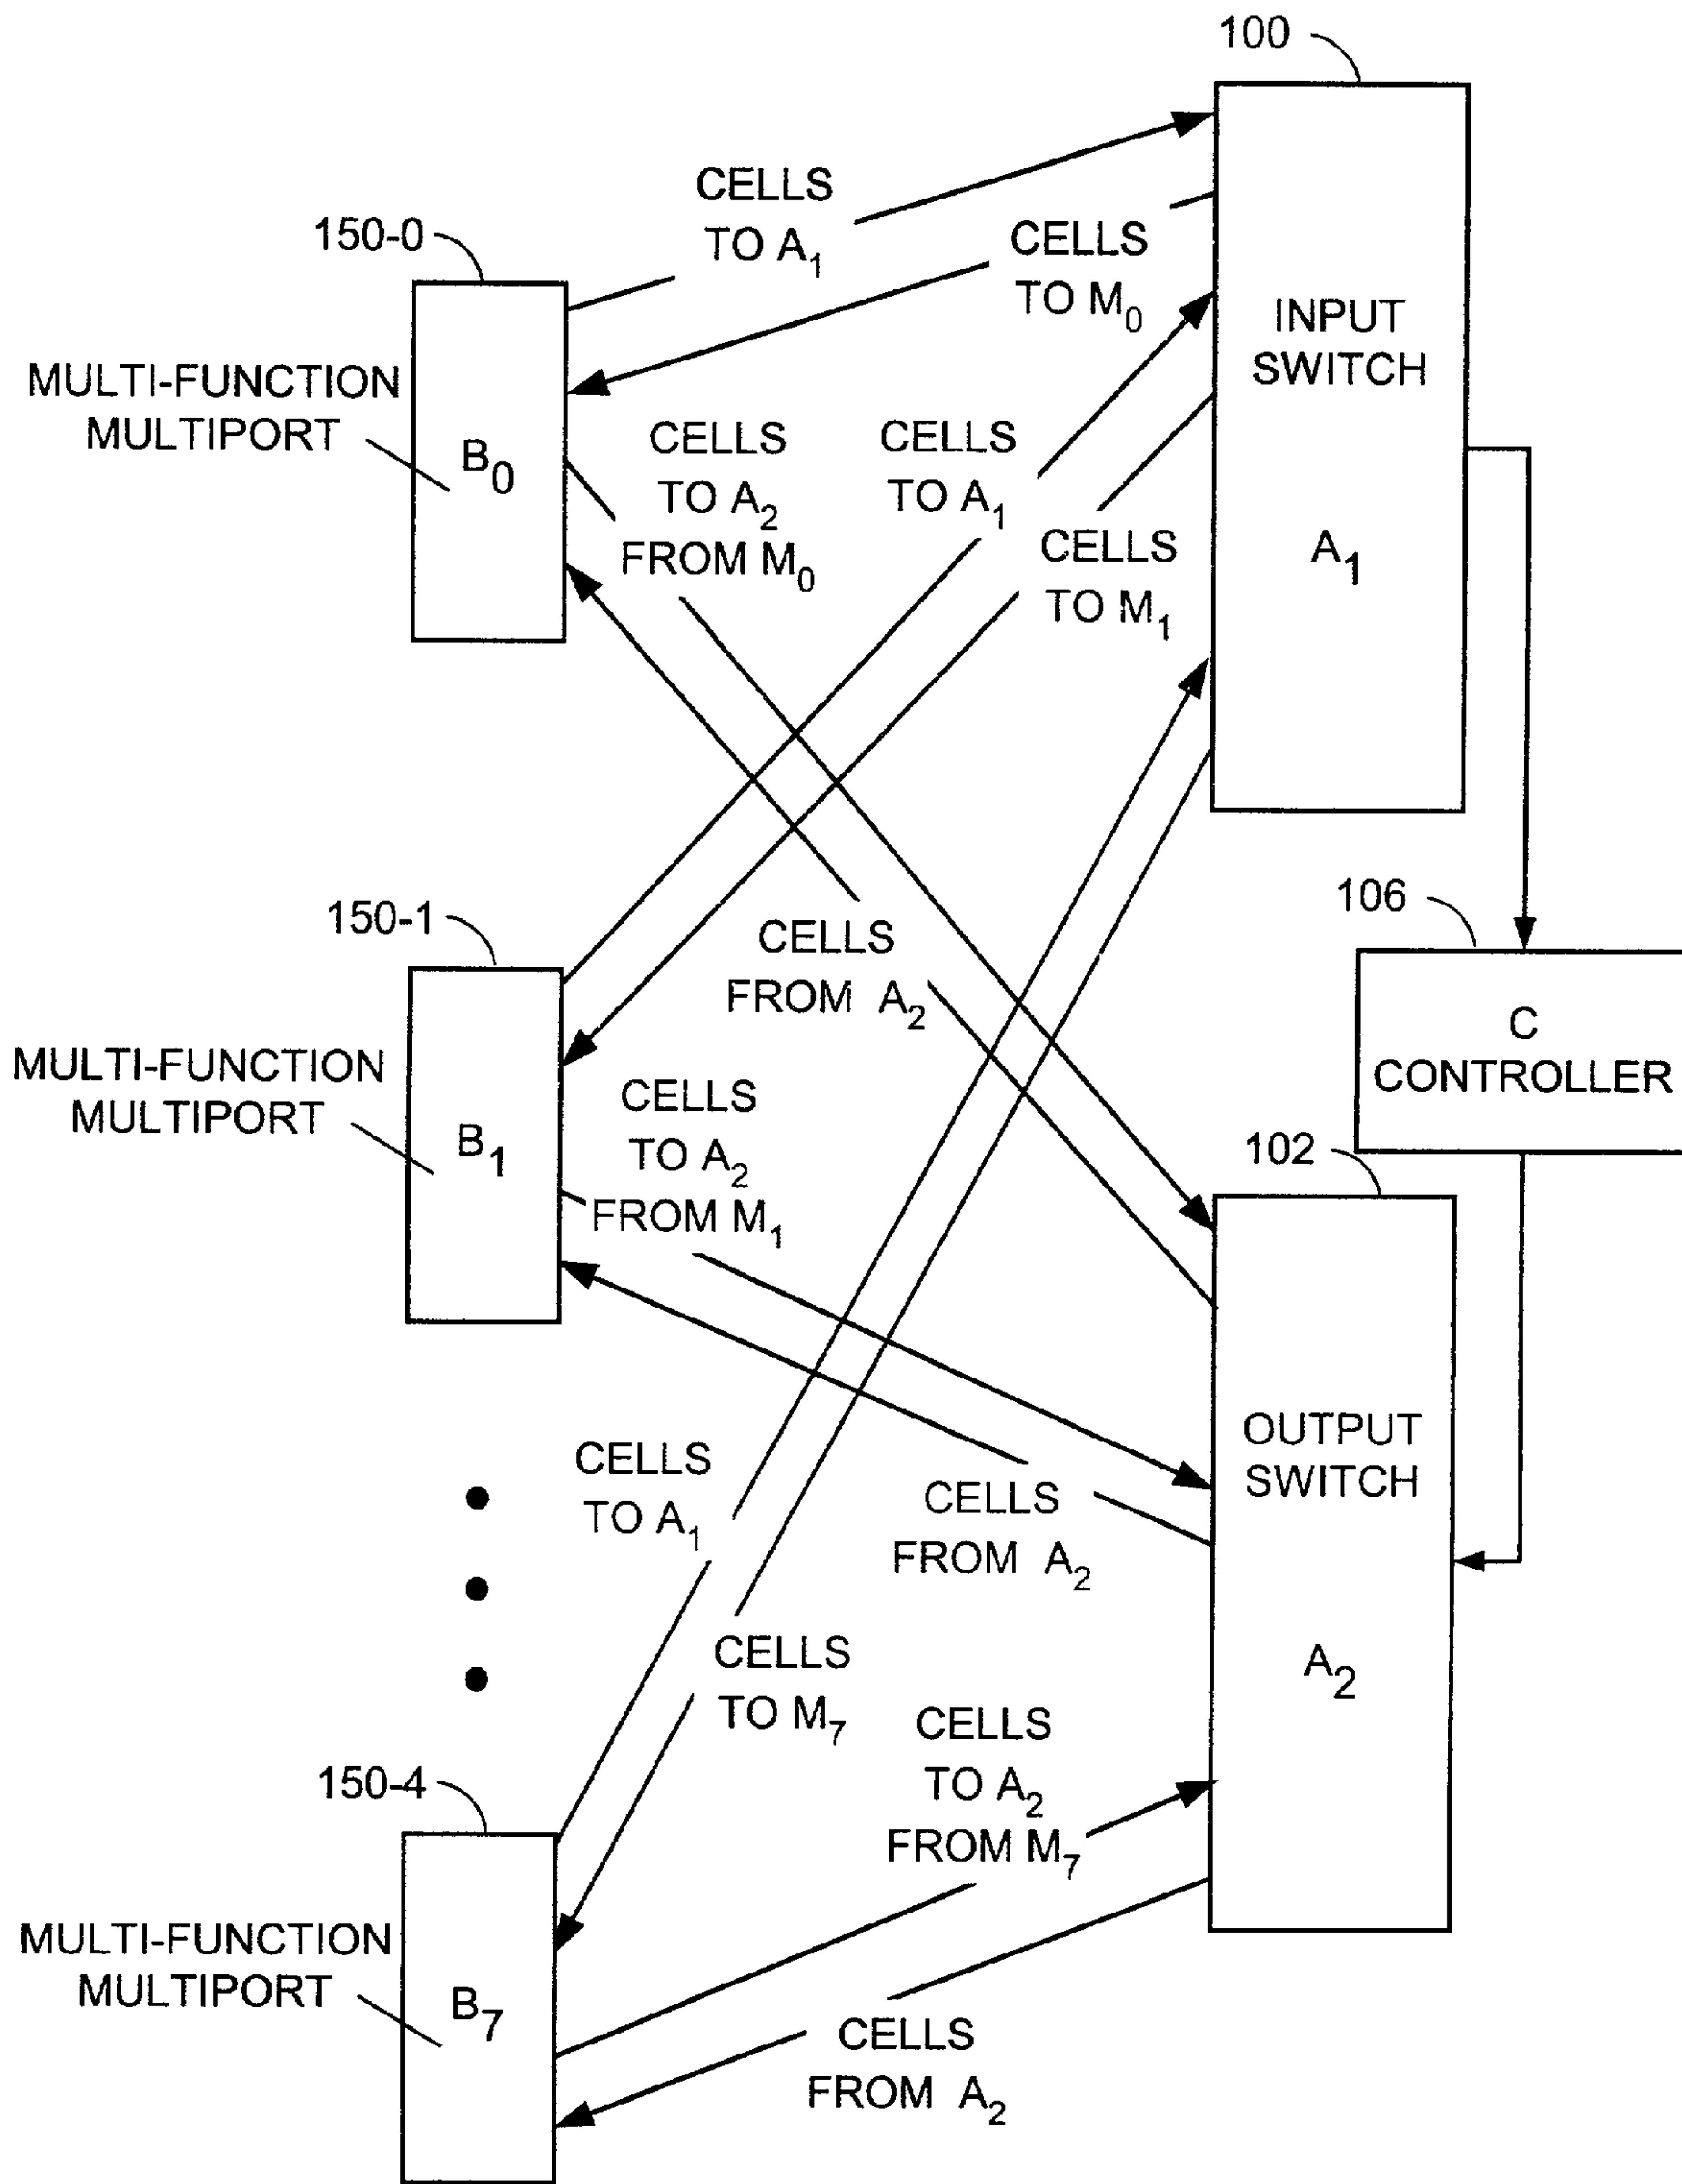 100
CELLS
TO A₁
150-0
CELLS
TO M₀
INPUT
SWITCH
A₁
MULTI-FUNCTION
MULTIPORT
B₀
CELLS
TO A₂
FROM M₀
CELLS
TO A₁
CELLS
TO M₁
150-1
CELLS
FROM A₂
106
C
CONTROLLER
MULTI-FUNCTION
MULTIPORT
B₁
CELLS
TO A₂
FROM M₁
102
OUTPUT
SWITCH
A₂
CELLS
TO A₁
CELLS
FROM A₂
CELLS
TO M₇
CELLS
TO A₂
FROM M₇
150-4
MULTI-FUNCTION
MULTIPORT
B₇
CELLS
FROM A₂